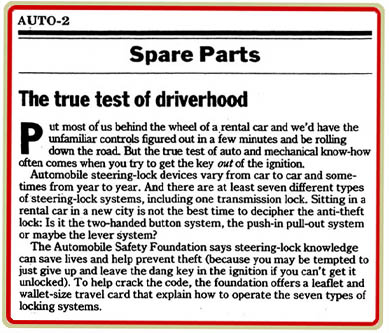 AUTO-2
Spare Parts
The true test of driverhood
Put most of us behind the wheel of a rental car and we'd have the
unfamiliar controls figured out in a few minutes and be rolling
down the road. But the true test of auto and mechanical know-how
often comes when you try to get the key out of the ignition.
Automobile steering-lock devices vary from car to car and some-
times from year to year. And there are at least seven different types
of steering-lock systems, including one transmission lock. Sitting in a
rental car in a new city is not the best time to decipher the anti-theft
lock: Is it the two-handed button system, the push-in pull-out system
or maybe the lever system?
The Automobile Safety Foundation says steering-lock knowledge
can save lives and help prevent theft (because you may be tempted to
just give up and leave the dang key in the ignition if you can't get it
unlocked). To help crack the code, the foundation offers a leaflet and
wallet-size travel card that explain how to operate the seven types of
locking systems.